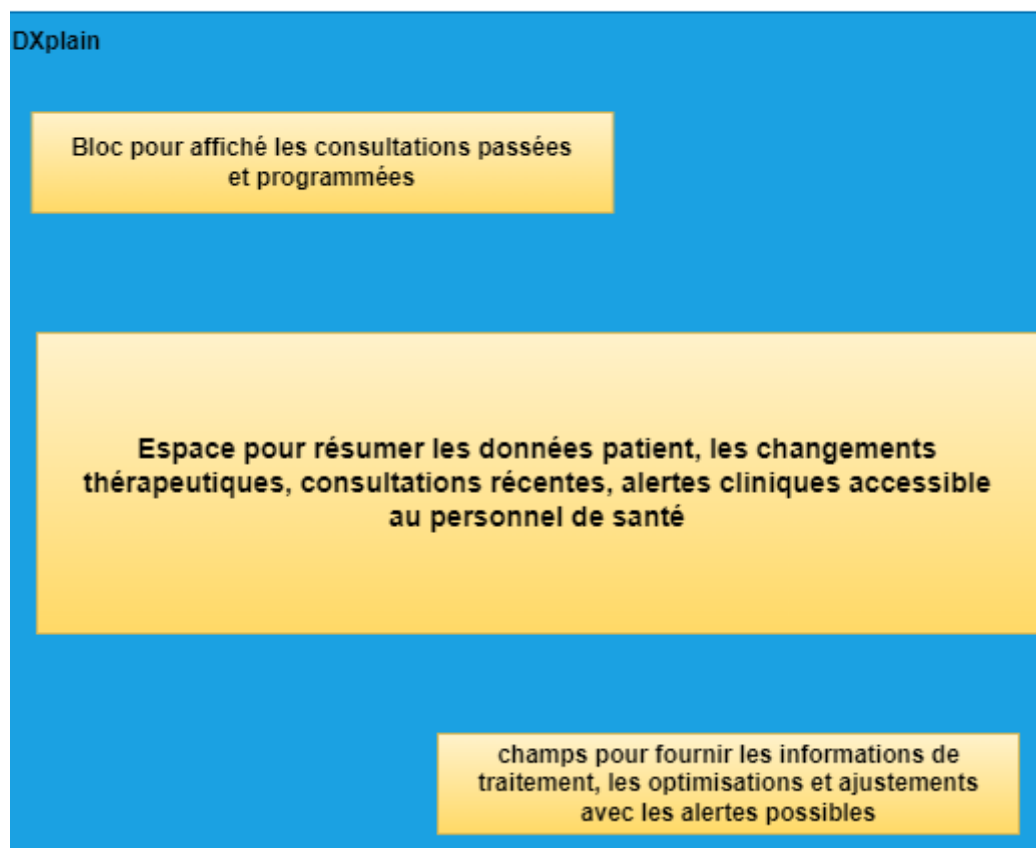 DXplain
Bloc pour affiché les consultations passées
et programmées
Espace pour résumer les données patient, les changements
thérapeutiques, consultations récentes, alertes cliniques accessible
au personnel de santé
champs pour fournir les informations de
traitement, les optimisations et ajustements
avec les alertes possibles